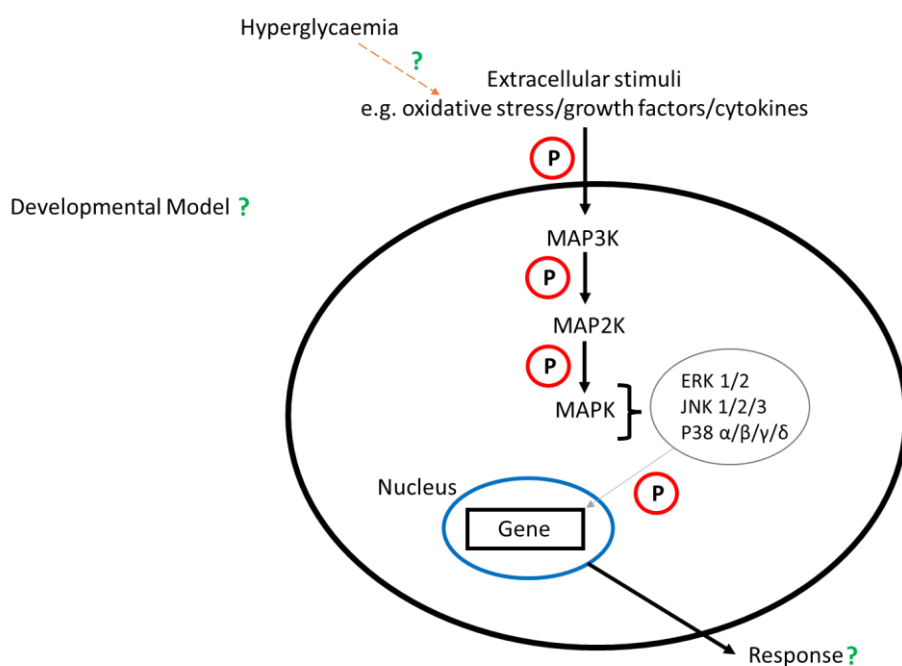 Hyperglycaemia
?
Extracellular stimuli
e.g. oxidative stress/growth factors/cytokines
P
Developmental Model ?
MAP3K
P
MAP2K
P
MAPK
ERK 1/2
JNK 1/2/3
P38 α/β/γ/δ
Nucleus
P
Gene
Response ?